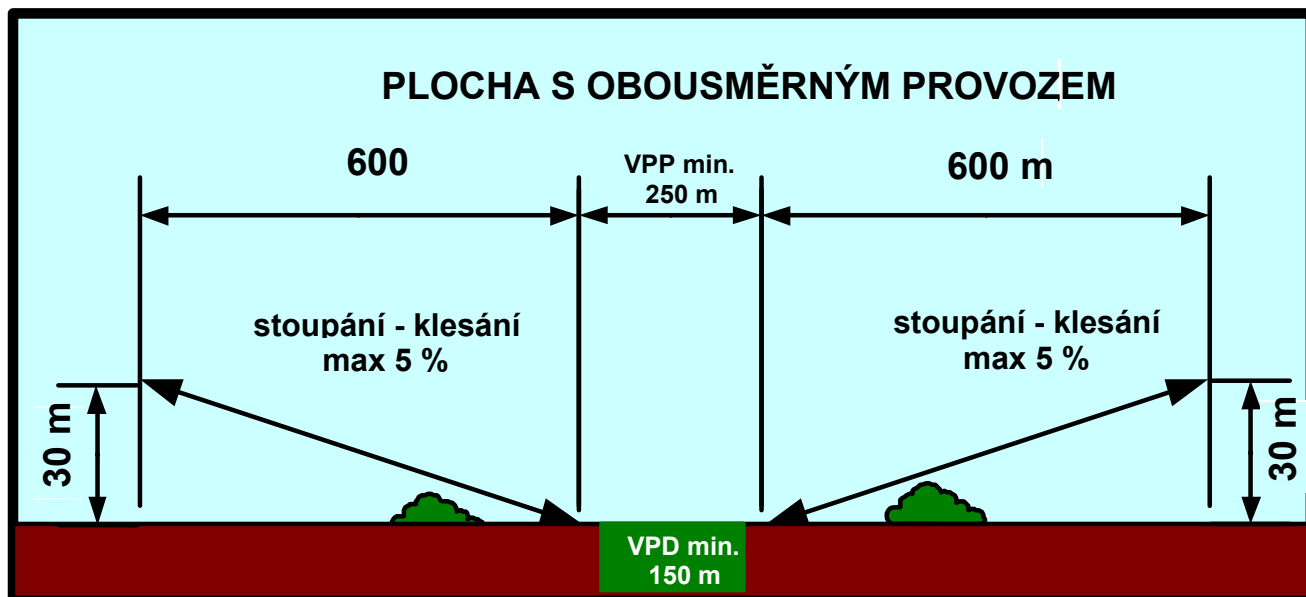 PLOCHA S OBOUSMĚRNÝM PROVOZEM
600
VPP min.
250 m
600 m
stoupání - klesání
max 5 %
stoupání - klesání
max 5 %
30 m
30 m
VPD min.
150 m